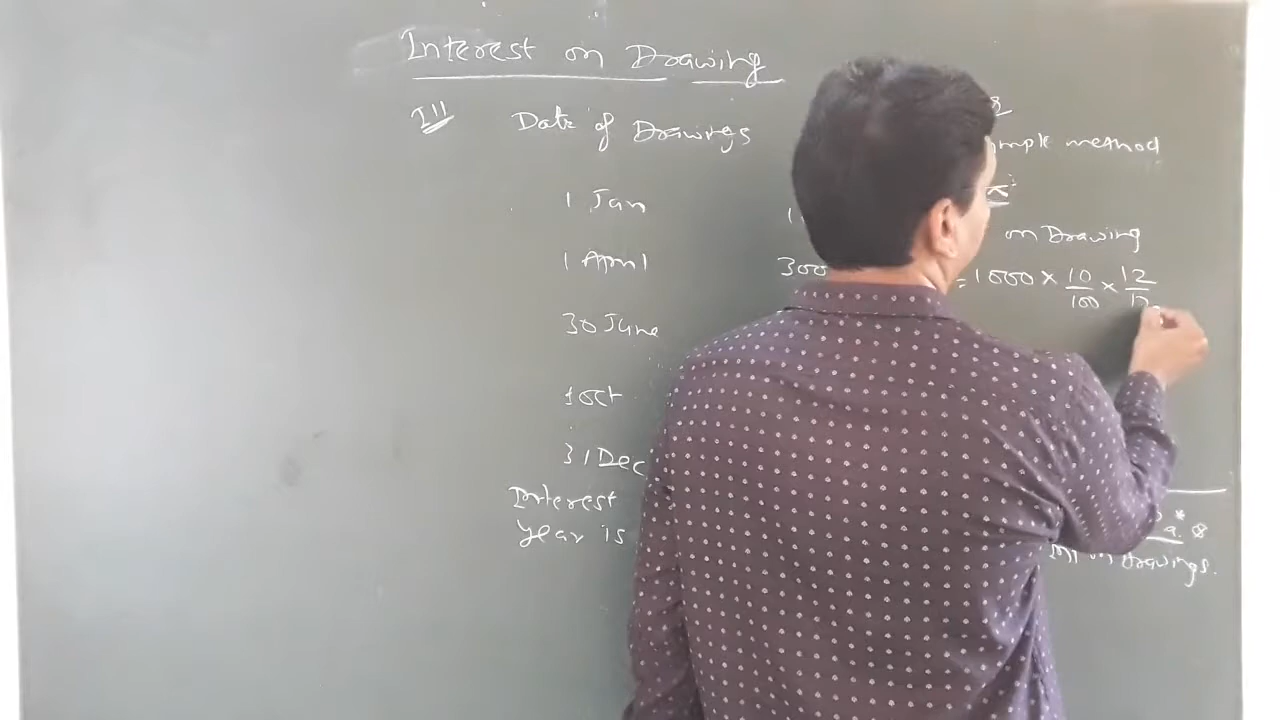 Interest on Drawing
Ill Date of Drawings
method
on Drawing
1 Jan
1 April 300
= 1000 × 10/100 × 12/12
30 June
1 Oct
31 Dec
Interest
year is
on Drawings.